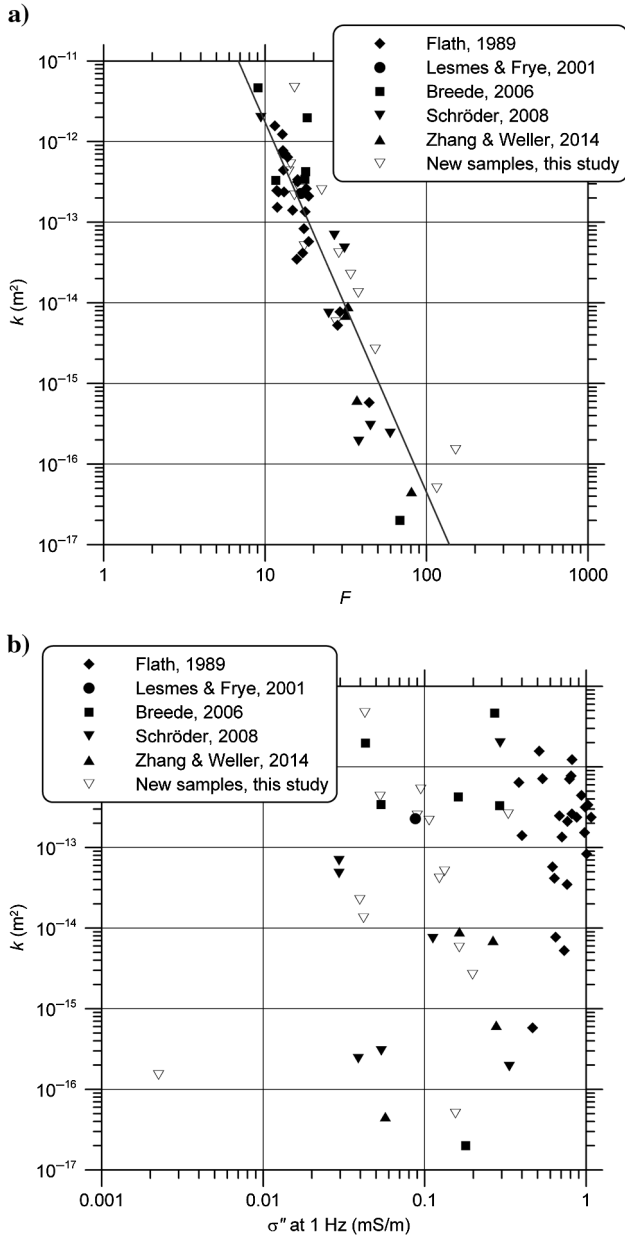 a)
Flath, 1989
Lesmes & Frye, 2001
Breede, 2006
Schröder, 2008
Zhang & Weller, 2014
New samples, this study
10⁻¹¹
10⁻¹²
10⁻¹³
10⁻¹⁴
10⁻¹⁵
10⁻¹⁶
10⁻¹⁷
k (m²)
1 10 100 1000
F
b)
Flath, 1989
Lesmes & Frye, 2001
Breede, 2006
Schröder, 2008
Zhang & Weller, 2014
New samples, this study
10⁻¹³
10⁻¹⁴
10⁻¹⁵
10⁻¹⁶
10⁻¹⁷
k (m²)
0.001 0.01 0.1 1
σ″ at 1 Hz (mS/m)